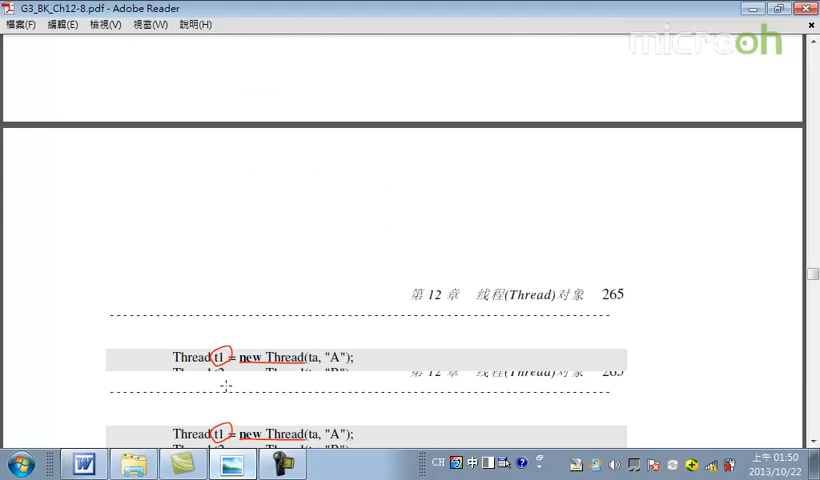 G3_BK_Ch12-8.pdf - Adobe Reader
檔案(F) 編輯(E) 檢視(V) 視窗(W) 說明(H)
microoh
第 12 章 线程(Thread)对象 265
Thread t1 = new Thread(ta, "A");
第 12 章 线程(Thread)对象 265
Thread t1 = new Thread(ta, "A");
CH 中
上午 01:50
2013/10/22